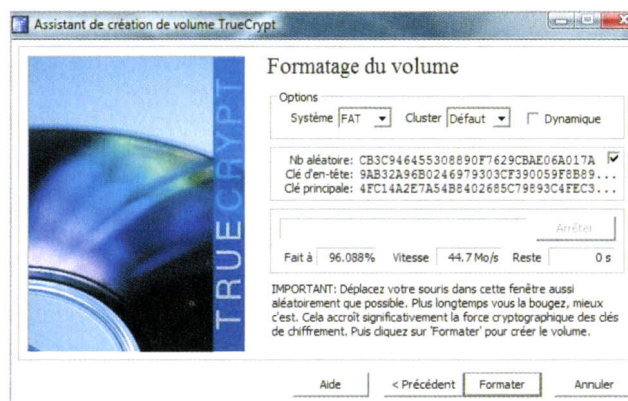 Assistant de création de volume TrueCrypt
TRUECRYPT
Formatage du volume
Options
Système FAT Cluster Défaut Dynamique
Nb aléatoire: CB3C946455308890F7629CBAE06A017A
Clé d'en-tête: 9AB32A96B0246979303CF390059F8B89...
Clé principale: 4FC14A2E7A54B8402685C79893C4FEC3...
Arrêter
Fait à 96.088% Vitesse 44.7 Mo/s Reste 0 s
IMPORTANT: Déplacez votre souris dans cette fenêtre aussi
aléatoirement que possible. Plus longtemps vous la bougez, mieux
c'est. Cela accroît significativement la force cryptographique des clés
de chiffrement. Puis cliquez sur 'Formater' pour créer le volume.
Aide < Précédent Formater Annuler